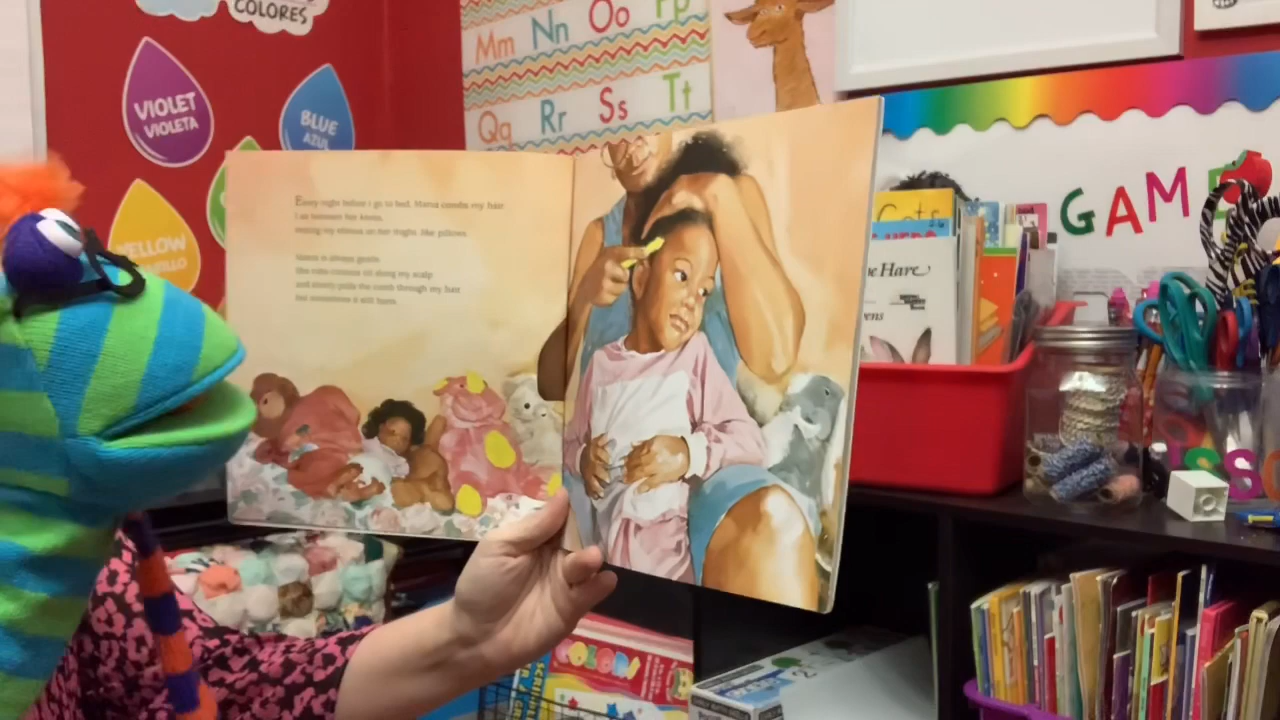 COLORES
VIOLET
VIOLETA
BLUE
AZUL
YELLOW
Mm Nn Oo Pp
Qq Rr Ss Tt
Every night before I go to bed, Mama combs my hair.
I sit between her knees,
resting my elbows on her thighs, like pillows.
Mama is always gentle.
She rubs coconut oil along my scalp
and slowly pulls the comb through my hair
but sometimes it still hurts.
Cats
Hare
GAME
COLORS